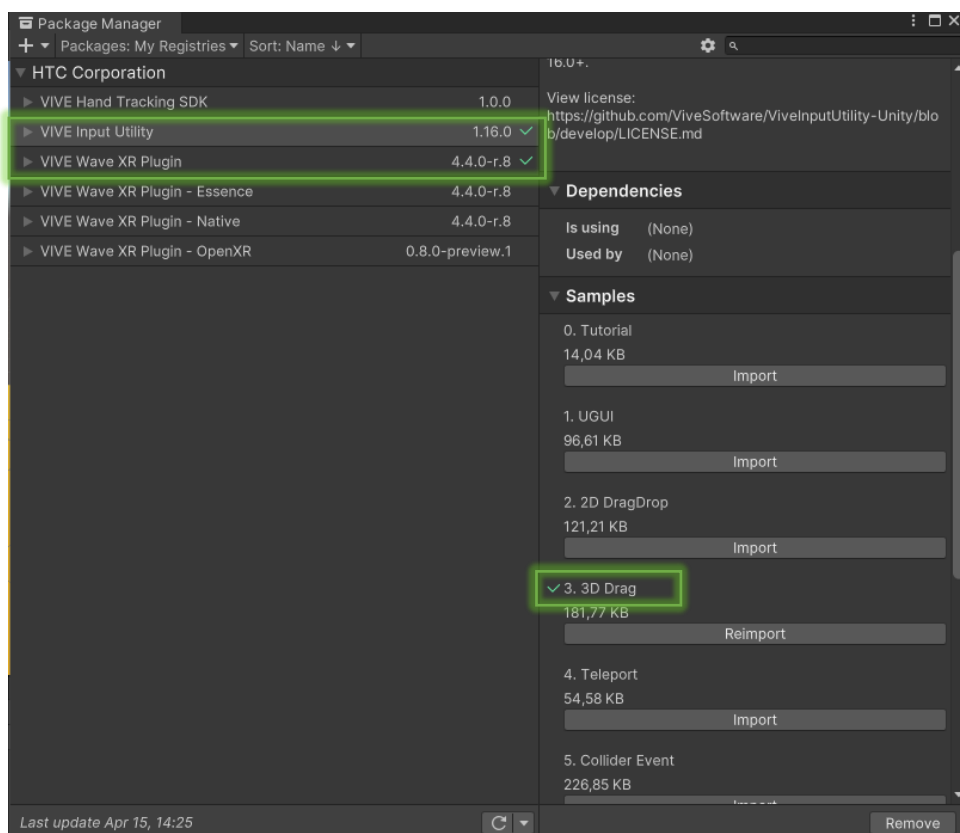 Package Manager
Packages: My Registries Sort: Name ↓
HTC Corporation
VIVE Hand Tracking SDK 1.0.0
VIVE Input Utility 1.16.0
VIVE Wave XR Plugin 4.4.0-r.8
VIVE Wave XR Plugin - Essence 4.4.0-r.8
VIVE Wave XR Plugin - Native 4.4.0-r.8
VIVE Wave XR Plugin - OpenXR 0.8.0-preview.1
16.0+.
View license:
https://github.com/ViveSoftware/ViveInputUtility-Unity/blo
b/develop/LICENSE.md
Dependencies
Is using (None)
Used by (None)
Samples
0. Tutorial
14,04 KB
Import
1. UGUI
96,61 KB
Import
2. 2D DragDrop
121,21 KB
Import
3. 3D Drag
181,77 KB
Reimport
4. Teleport
54,58 KB
Import
5. Collider Event
226,85 KB
Last update Apr 15, 14:25
Remove